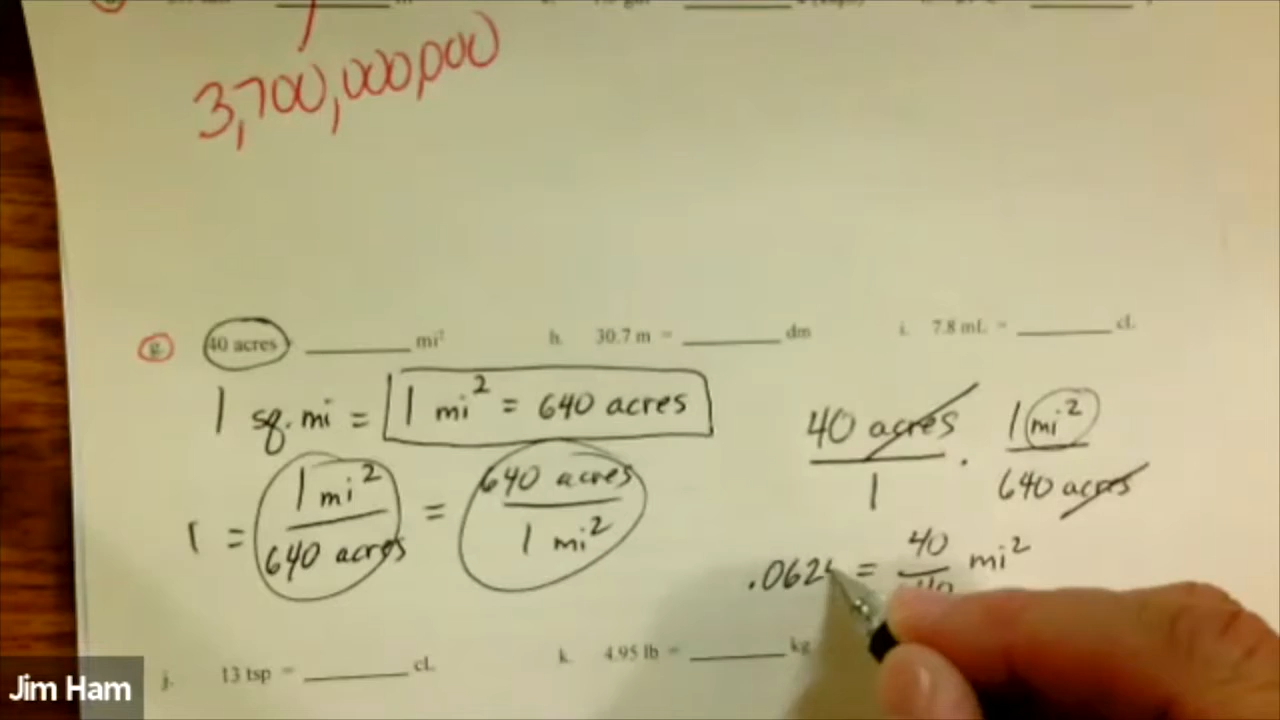 3,700,000,000
g. 40 acres = ________ mi²
h. 30.7 m = ________ dm
i. 7.8 mL = ________ cL
1 sq. mi = 1 mi² = 640 acres
1 = 1 mi² / 640 acres = 640 acres / 1 mi²
40 acres / 1 · 1 mi² / 640 acres
.062 = 40 / mi²
j. 13 tsp = ________ cL
k. 4.95 lb = ________ kg
Jim Ham